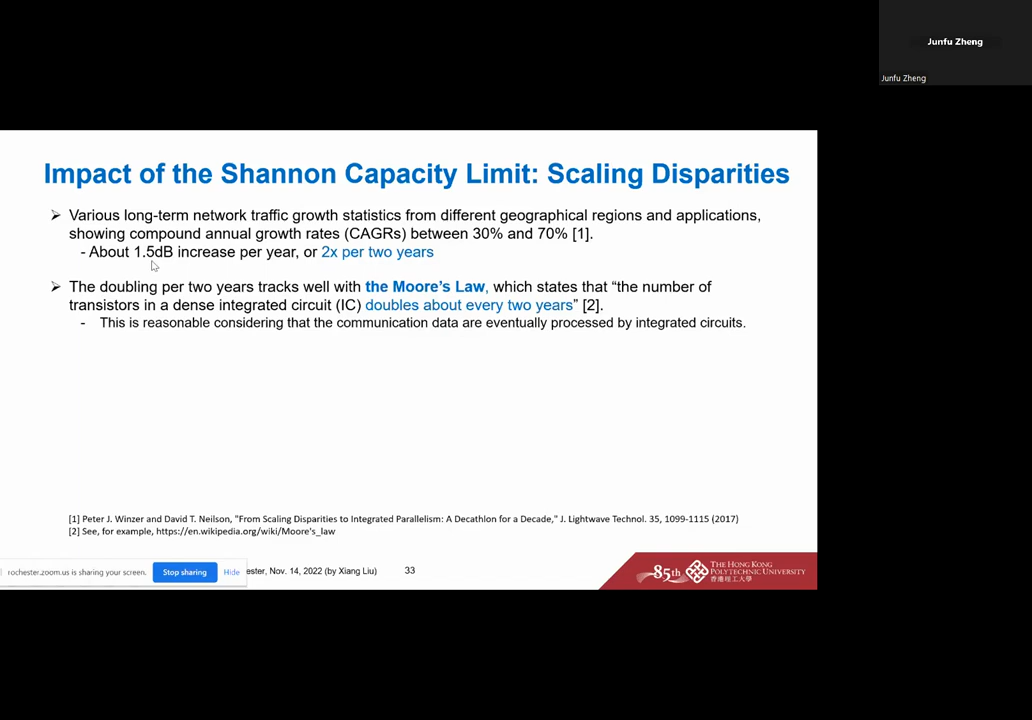 Junfu Zheng
Junfu Zheng
Impact of the Shannon Capacity Limit: Scaling Disparities
➢ Various long-term network traffic growth statistics from different geographical regions and applications,
showing compound annual growth rates (CAGRs) between 30% and 70% [1].
- About 1.5dB increase per year, or 2x per two years
➢ The doubling per two years tracks well with the Moore's Law, which states that “the number of
transistors in a dense integrated circuit (IC) doubles about every two years” [2].
- This is reasonable considering that the communication data are eventually processed by integrated circuits.
[1] Peter J. Winzer and David T. Neilson, "From Scaling Disparities to Integrated Parallelism: A Decathlon for a Decade," J. Lightwave Technol. 35, 1099-1115 (2017)
[2] See, for example, https://en.wikipedia.org/wiki/Moore's_law
rochester.zoom.us is sharing your screen. Stop sharing Hide
ester, Nov. 14, 2022 (by Xiang Liu) 33
85th
THE HONG KONG
POLYTECHNIC UNIVERSITY
香港理工大學